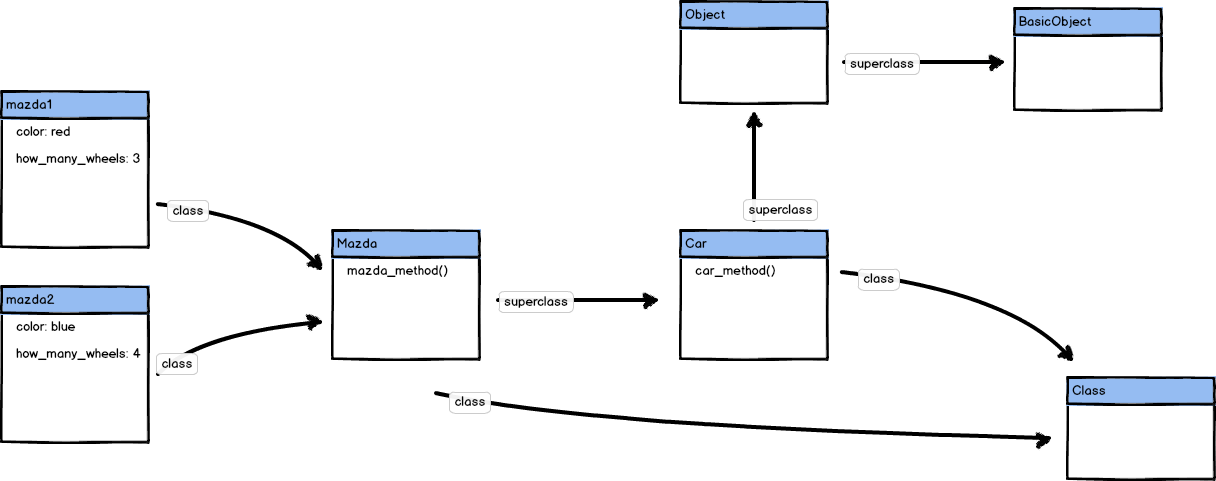 Object
BasicObject
superclass
mazda1
color: red
how_many_wheels: 3
class
superclass
Mazda
mazda_method()
Car
car_method()
class
superclass
mazda2
color: blue
how_many_wheels: 4
class
class
Class